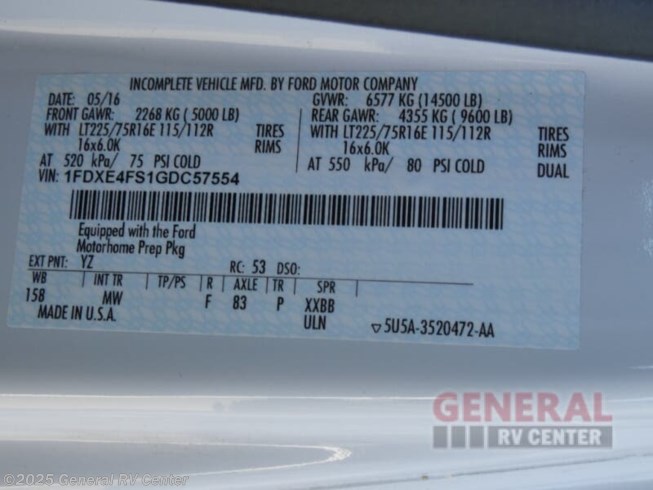 INCOMPLETE VEHICLE MFD. BY FORD MOTOR COMPANY
DATE: 05/16 GVWR: 6577 KG (14500 LB)
FRONT GAWR: 2268 KG ( 5000 LB) REAR GAWR: 4355 KG ( 9600 LB)
WITH LT225/75R16E 115/112R TIRES WITH LT225/75R16E 115/112R TIRES
16x6.0K RIMS 16x6.0K RIMS
AT 520 kPa/ 75 PSI COLD AT 550 kPa/ 80 PSI COLD DUAL
VIN: 1FDXE4FS1GDC57554
Equipped with the Ford
Motorhome Prep Pkg
EXT PNT: YZ RC: 53 DSO:
WB INT TR TP/PS R AXLE TR SPR
158 MW F 83 P XXBB
ULN
MADE IN U.S.A. ▽5U5A-3520472-AA
GENERAL
RV CENTER
©2025 General RV Center